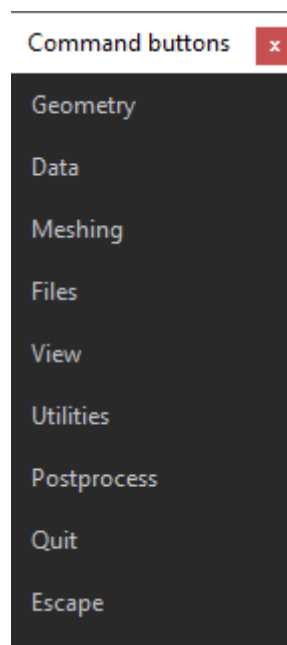 Command buttons x
Geometry
Data
Meshing
Files
View
Utilities
Postprocess
Quit
Escape